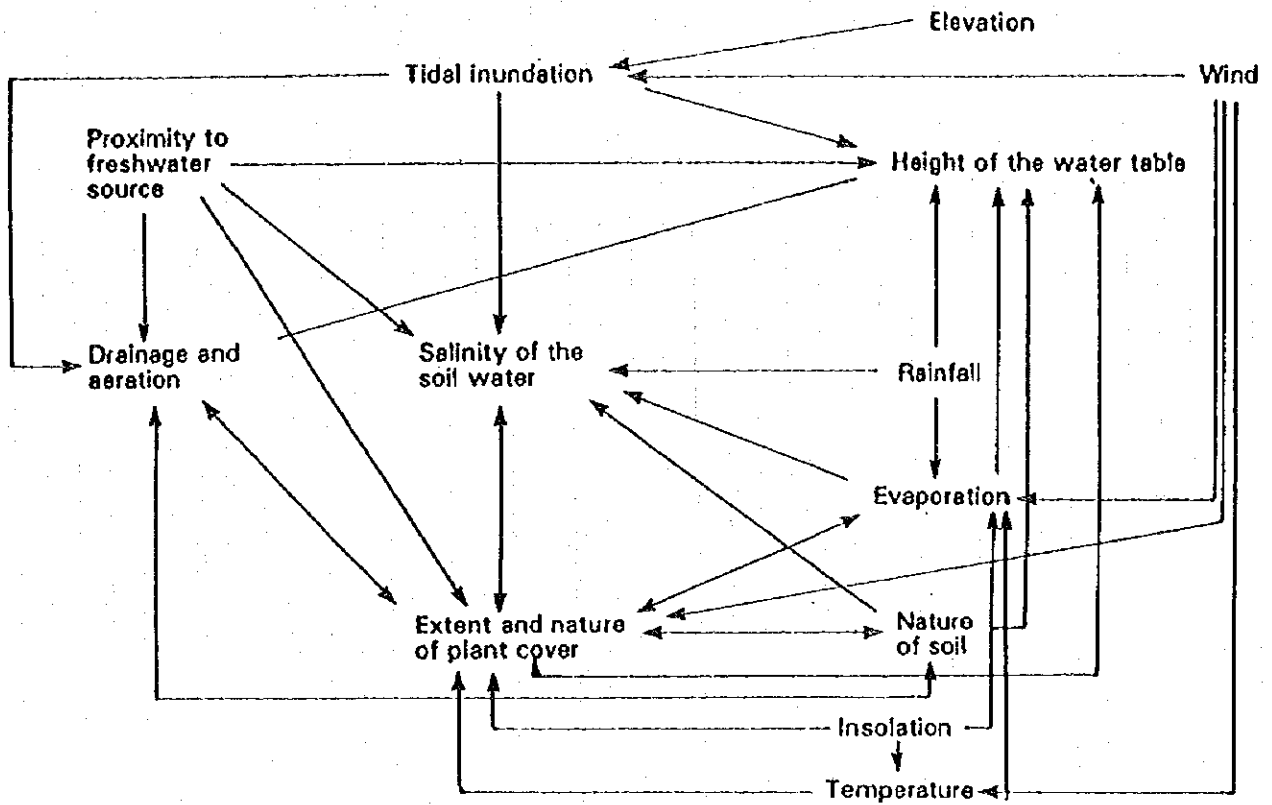 Elevation
Tidal inundation
Wind
Proximity to
freshwater
source
Height of the water table
Drainage and
aeration
Salinity of the
soil water
Rainfall
Evaporation
Extent and nature
of plant cover
Nature
of soil
Insolation
Temperature